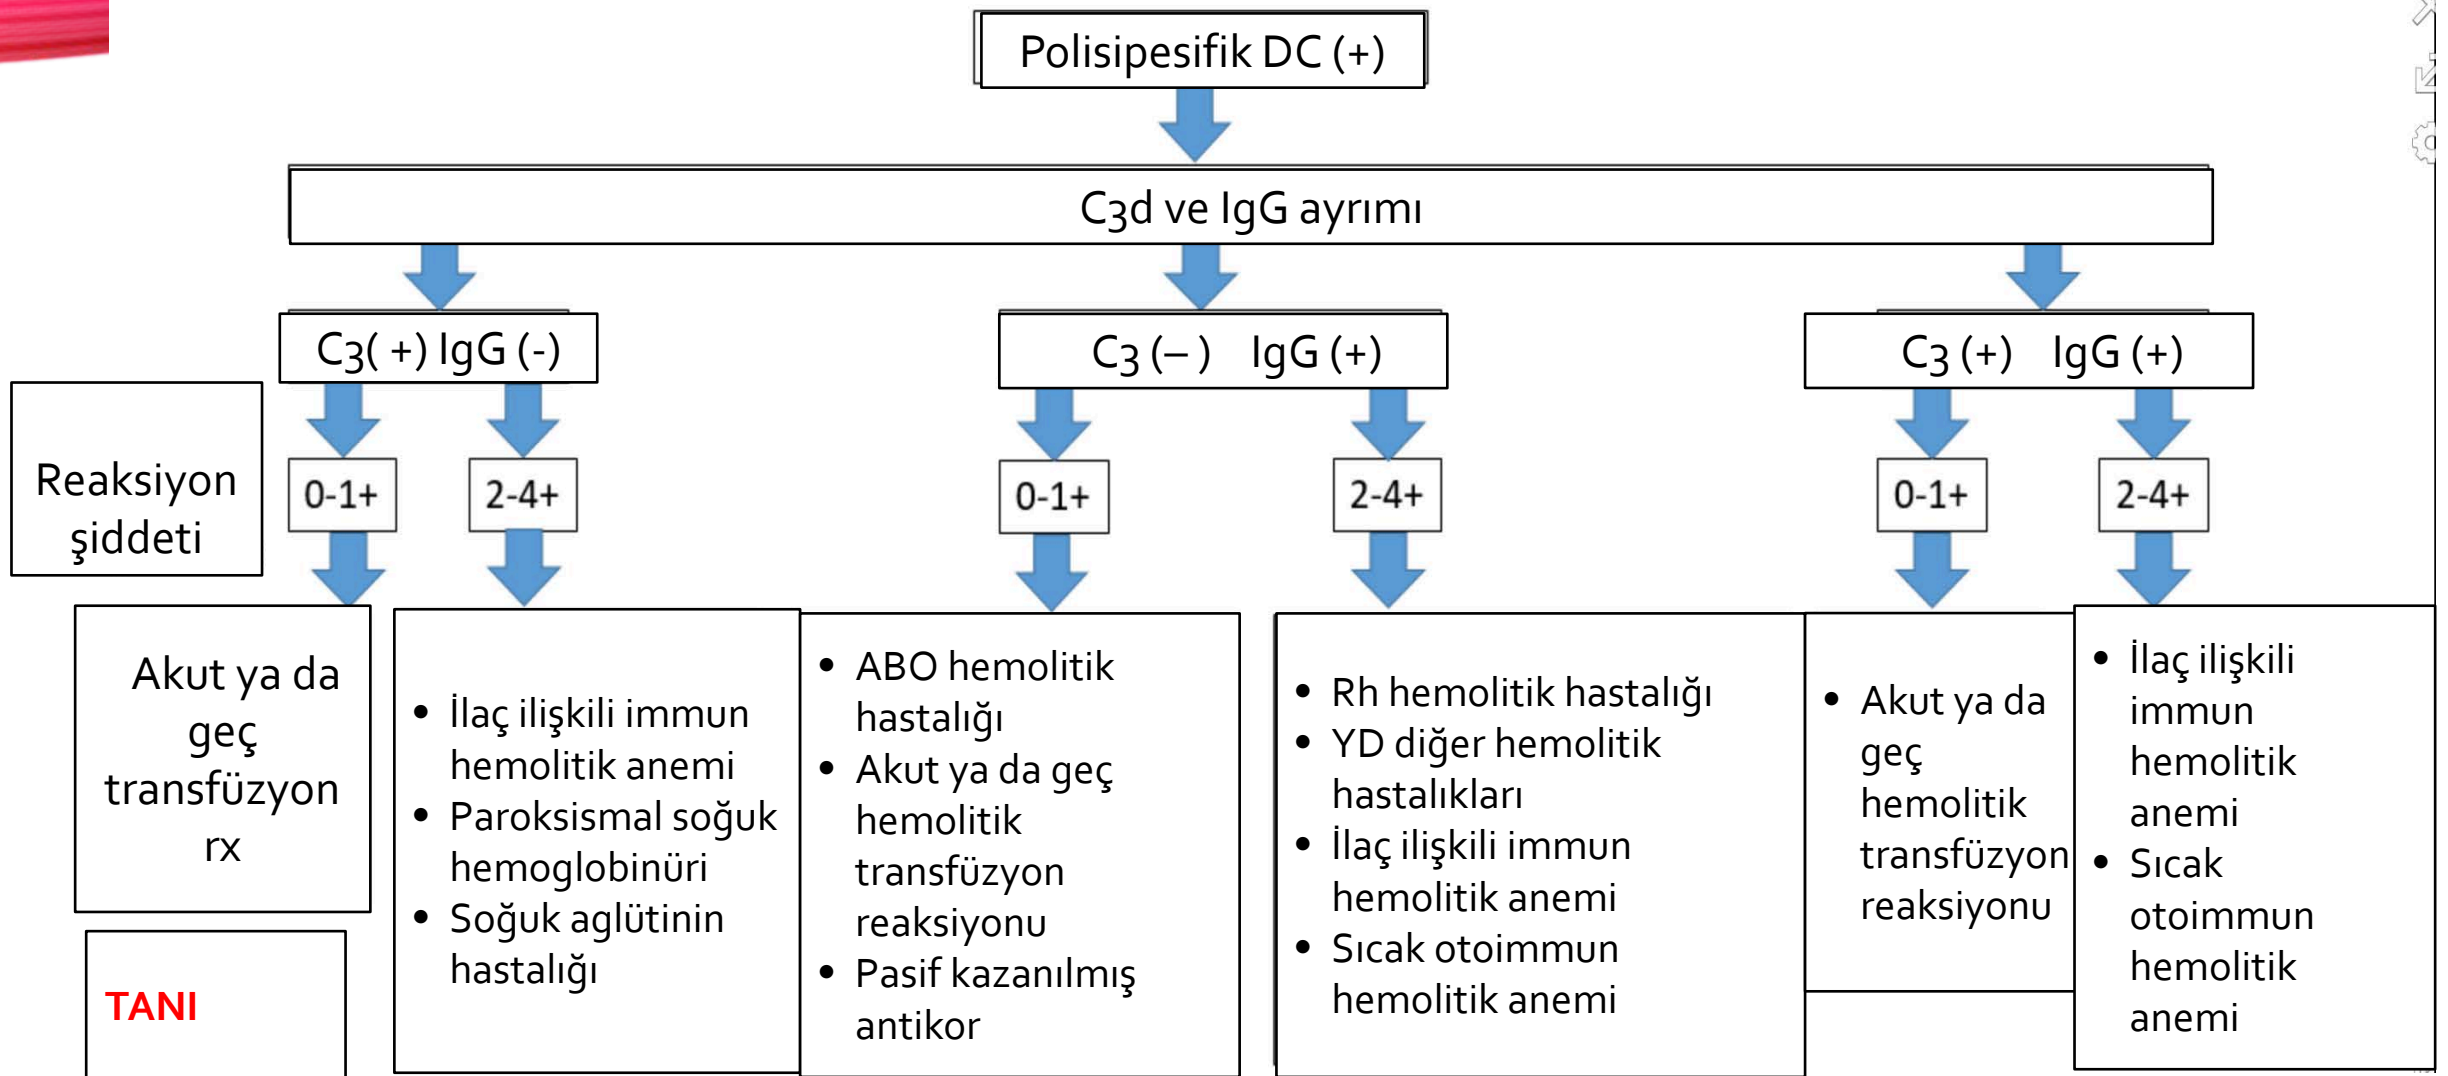 Polisipesifik DC (+)
C3d ve IgG ayrımı
C3( +) IgG (-)
C3 (– ) IgG (+)
C3 (+) IgG (+)
Reaksiyon
şiddeti
0-1+
2-4+
0-1+
2-4+
0-1+
2-4+
Akut ya da
geç
transfüzyon
rx
• İlaç ilişkili immun
hemolitik anemi
• Paroksismal soğuk
hemoglobinüri
• Soğuk aglütinin
hastalığı
• ABO hemolitik
hastalığı
• Akut ya da geç
hemolitik
transfüzyon
reaksiyonu
• Pasif kazanılmış
antikor
• Rh hemolitik hastalığı
• YD diğer hemolitik
hastalıkları
• İlaç ilişkili immun
hemolitik anemi
• Sıcak otoimmun
hemolitik anemi
• Akut ya da
geç
hemolitik
transfüzyon
reaksiyonu
• İlaç ilişkili
immun
hemolitik
anemi
• Sıcak
otoimmun
hemolitik
anemi
TANI